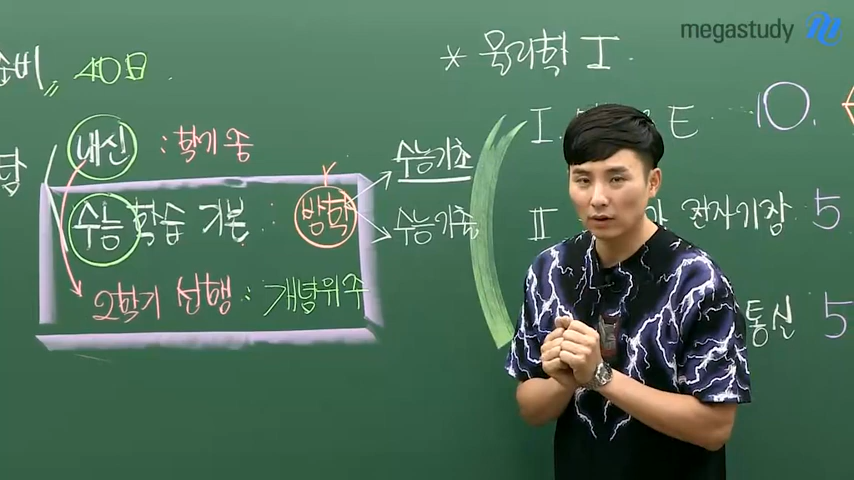 megastudy
비, 40일.
내신 : 학기 중
수능 학습 기본 : 방학
수능기초
수능기출
2학기 선행 : 개념위주
* 물리학 I.
I. E. 10.
II 전자기장 5
통신 5